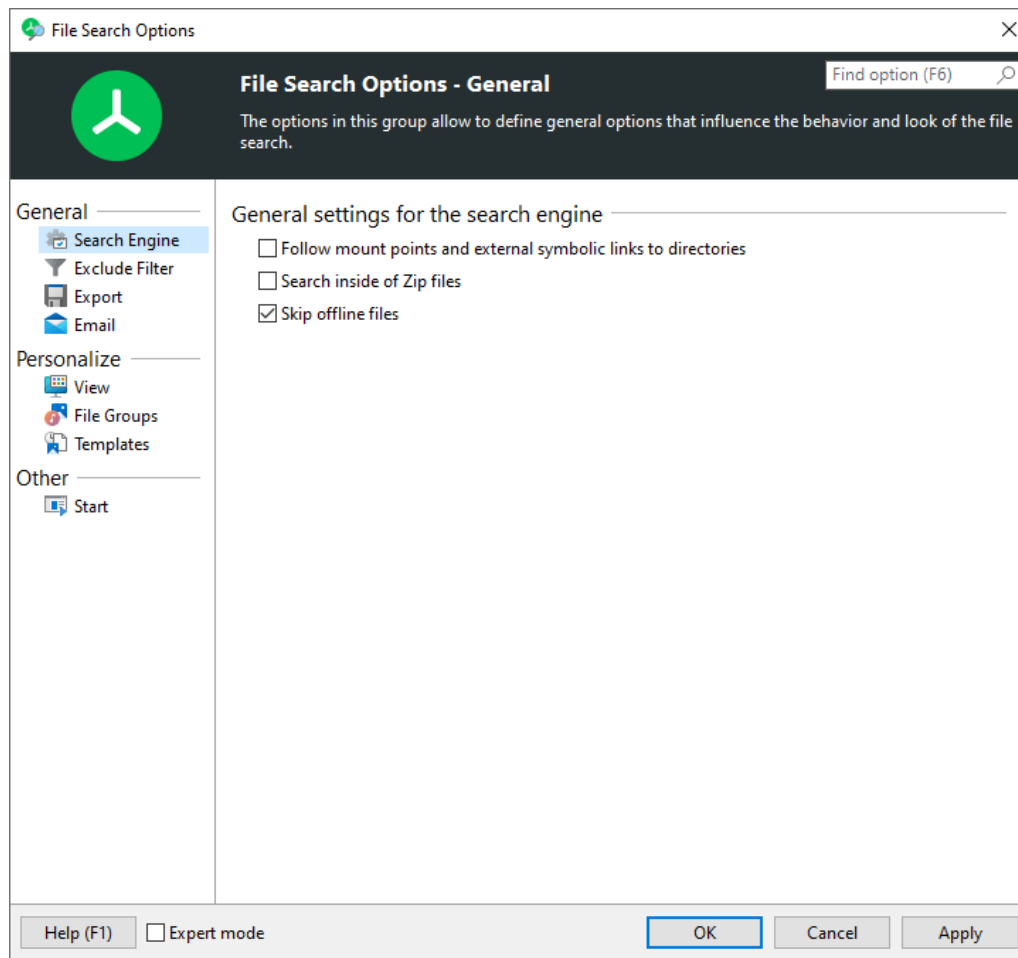 File Search Options
File Search Options - General
Find option (F6)
The options in this group allow to define general options that influence the behavior and look of the file
search.
General
Search Engine
Exclude Filter
Export
Email
Personalize
View
File Groups
Templates
Other
Start
General settings for the search engine
Follow mount points and external symbolic links to directories
Search inside of Zip files
Skip offline files
Help (F1)
Expert mode
OK
Cancel
Apply